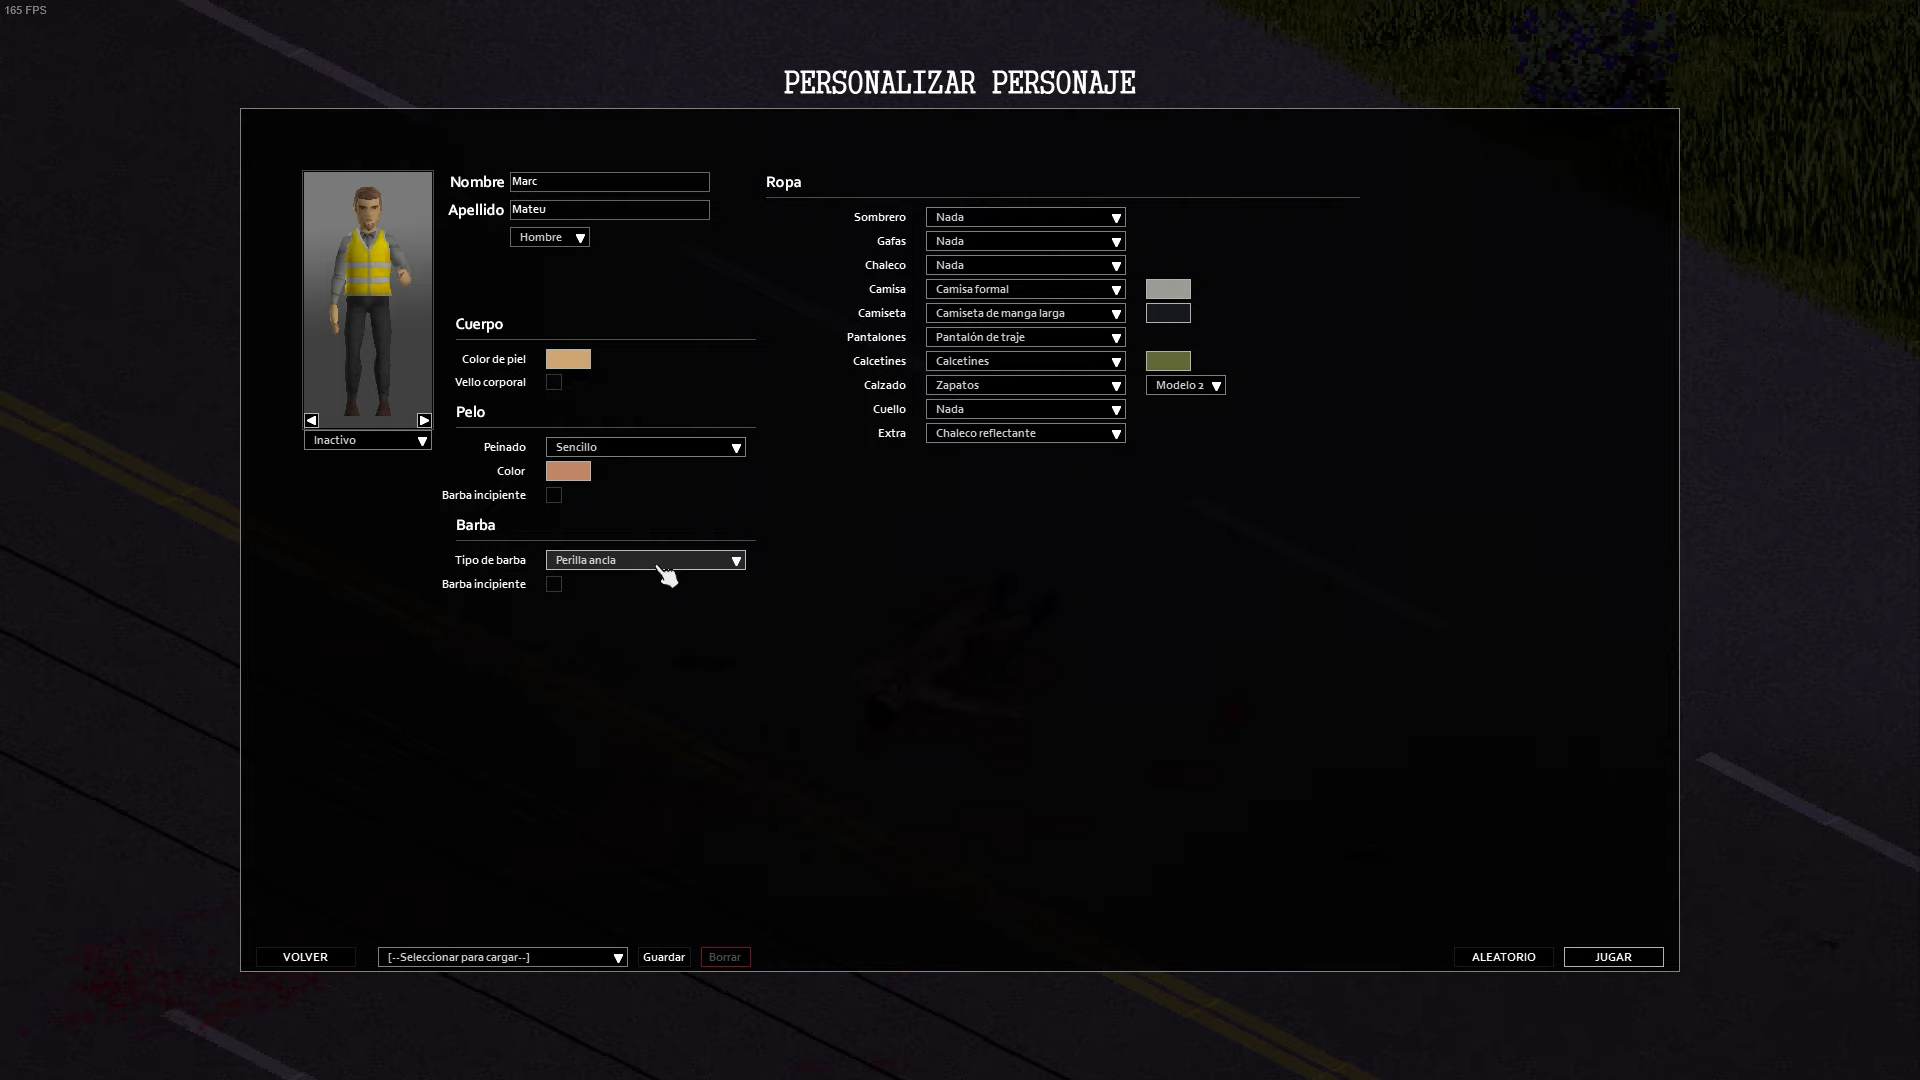 165 FPS
PERSONALIZAR PERSONAJE
Nombre Marc
Apellido Mateu
Hombre
Inactivo
Cuerpo
Color de piel
Vello corporal
Pelo
Peinado Sencillo
Color
Barba incipiente
Barba
Tipo de barba Perilla ancla
Barba incipiente
Ropa
Sombrero Nada
Gafas Nada
Chaleco Nada
Camisa Camisa formal
Camiseta Camiseta de manga larga
Pantalones Pantalón de traje
Calcetines Calcetines
Calzado Zapatos Modelo 2
Cuello Nada
Extra Chaleco reflectante
VOLVER [--Seleccionar para cargar--] Guardar Borrar ALEATORIO JUGAR